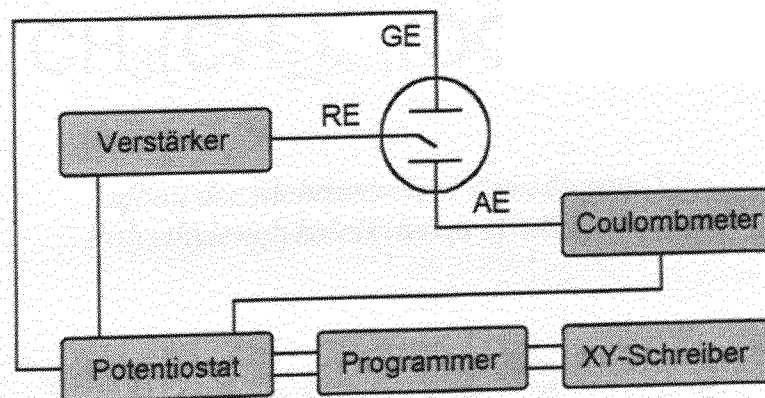 GE
RE
Verstärker
AE
Coulombmeter
Potentiostat
Programmer
XY-Schreiber